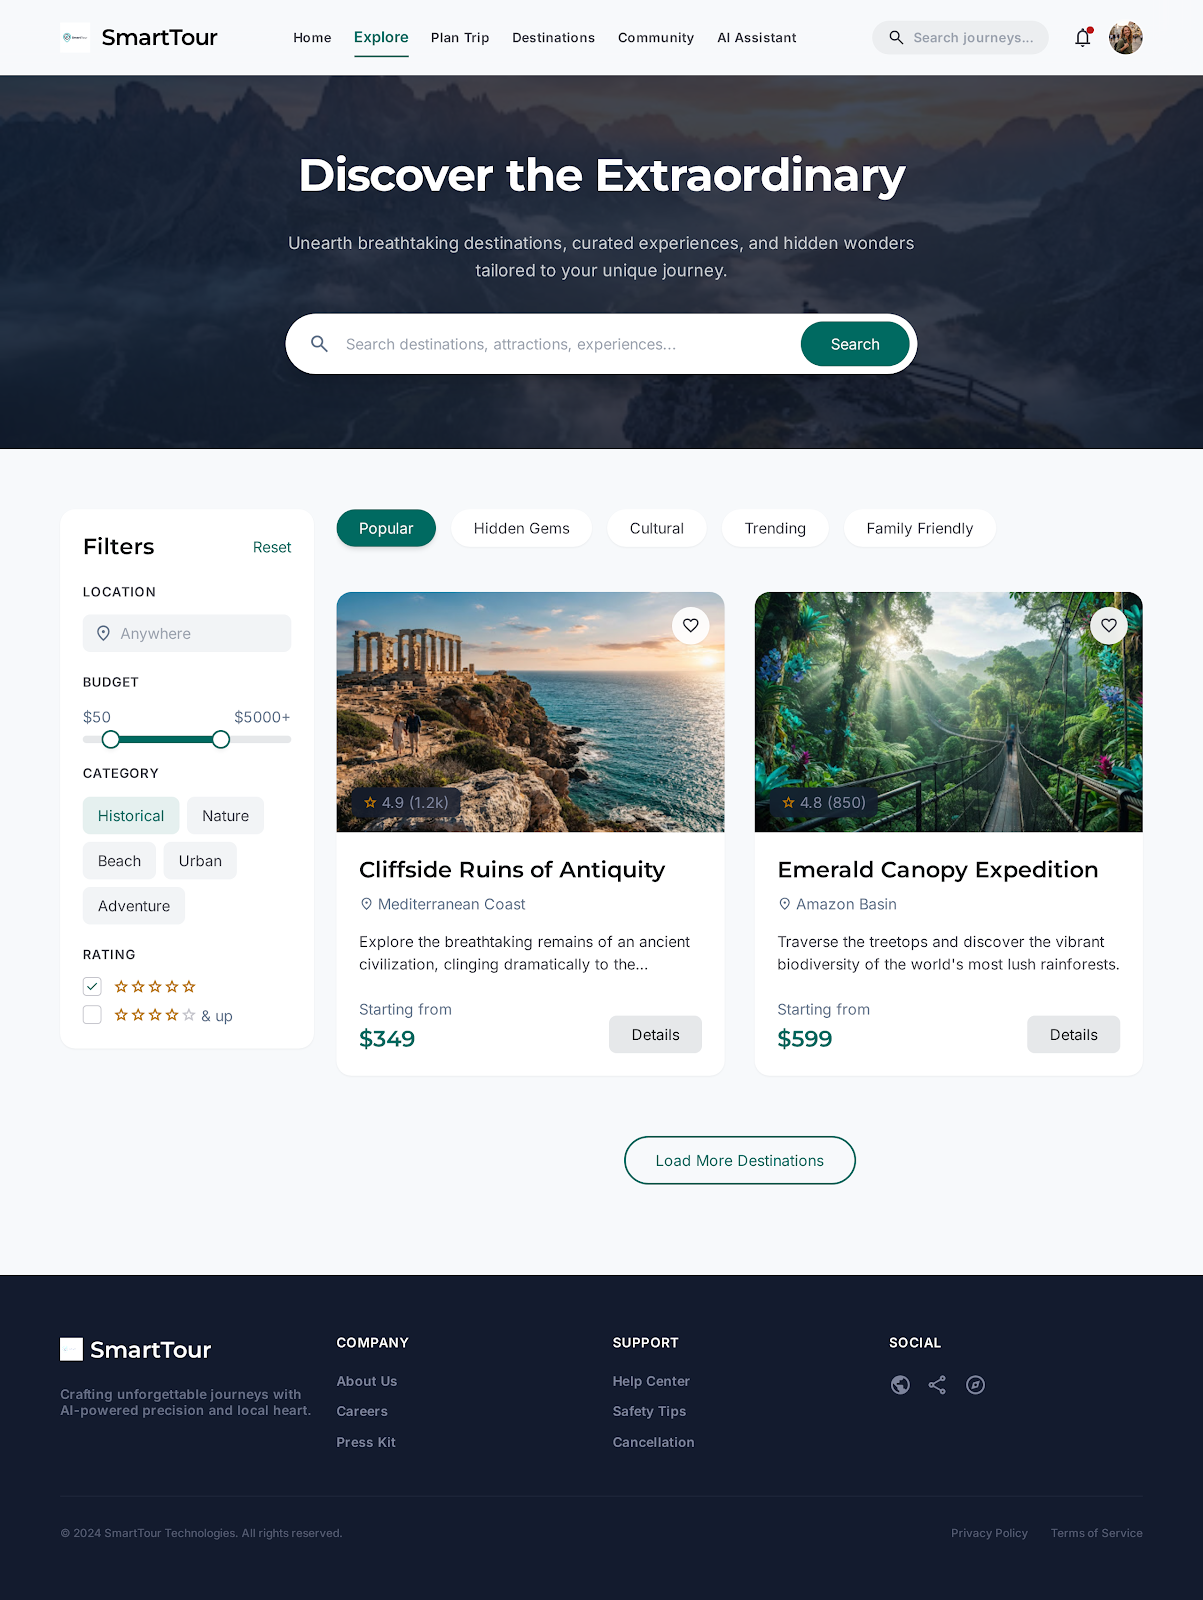 SmartTour
Home Explore Plan Trip Destinations Community AI Assistant
Search journeys...
Discover the Extraordinary
Unearth breathtaking destinations, curated experiences, and hidden wonders
tailored to your unique journey.
Search destinations, attractions, experiences...
Search
Filters
Reset
LOCATION
Anywhere
BUDGET
$50 $5000+
CATEGORY
Historical Nature
Beach Urban
Adventure
RATING
& up
Popular Hidden Gems Cultural Trending Family Friendly
4.9 (1.2k)
Cliffside Ruins of Antiquity
Mediterranean Coast
Explore the breathtaking remains of an ancient
civilization, clinging dramatically to the...
Starting from
$349
Details
4.8 (850)
Emerald Canopy Expedition
Amazon Basin
Traverse the treetops and discover the vibrant
biodiversity of the world's most lush rainforests.
Starting from
$599
Details
Load More Destinations
SmartTour
Crafting unforgettable journeys with
AI-powered precision and local heart.
COMPANY
About Us
Careers
Press Kit
SUPPORT
Help Center
Safety Tips
Cancellation
SOCIAL
© 2024 SmartTour Technologies. All rights reserved.
Privacy Policy Terms of Service